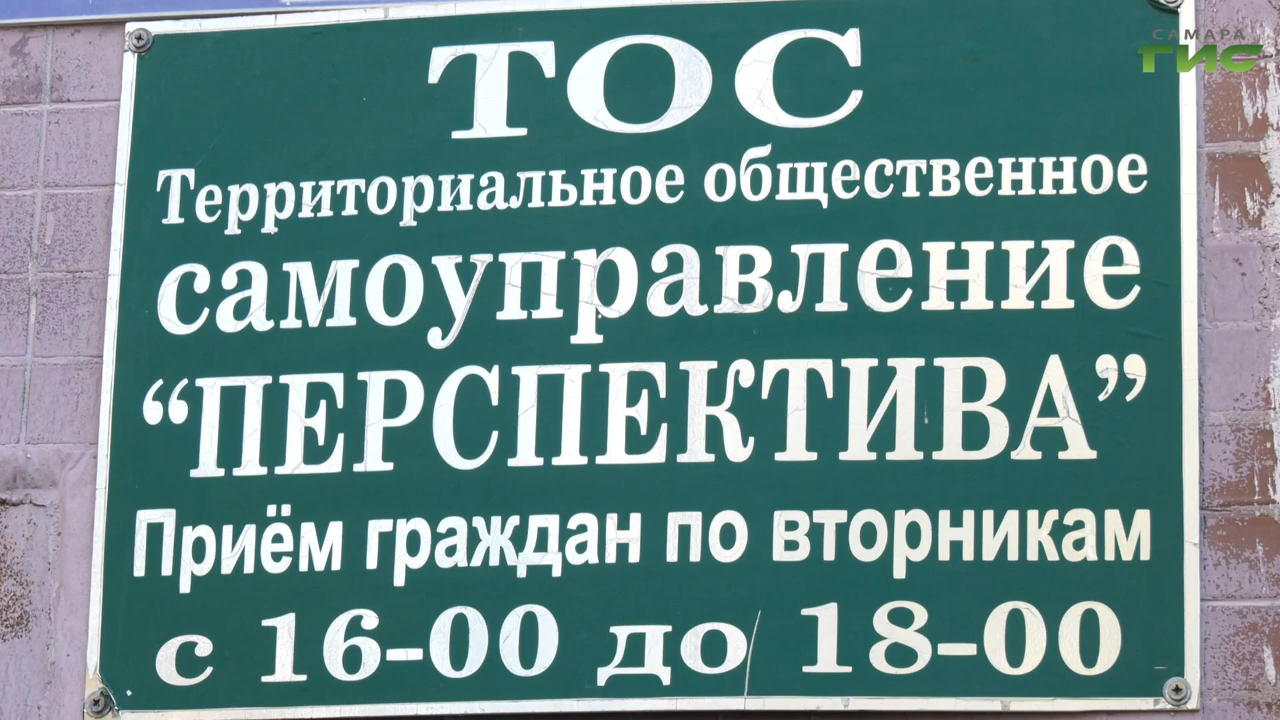 САМАРА
ГИС
ТОС
Территориальное общественное
самоуправление
“ПЕРСПЕКТИВА”
Приём граждан по вторникам
с 16-00 до 18-00